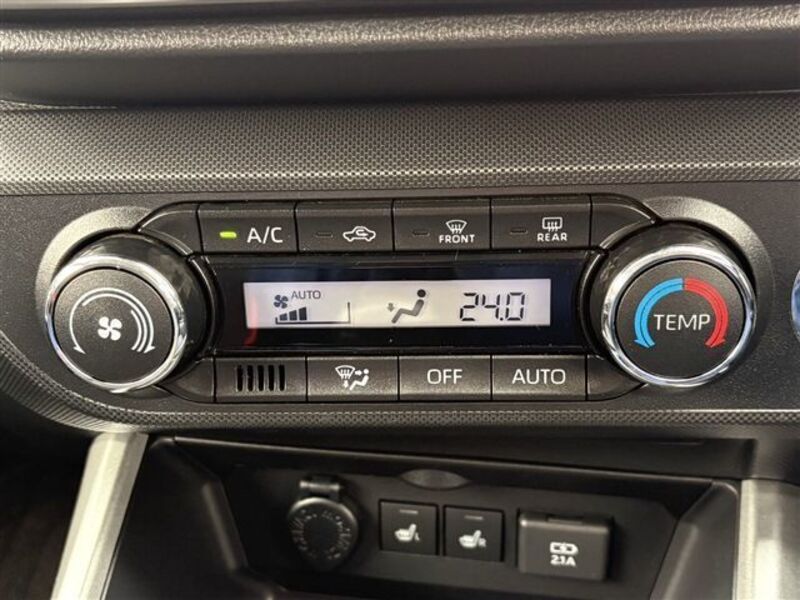 A/C
FRONT
REAR
AUTO
24.0
TEMP
OFF
AUTO
L
R
2.1A